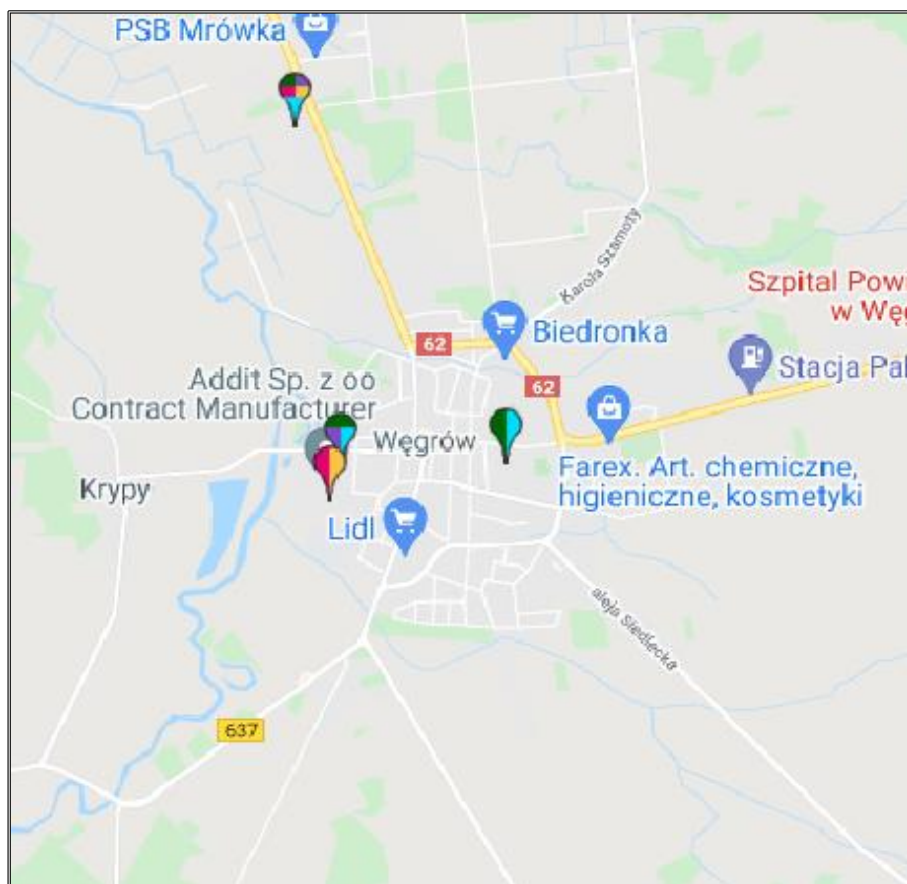 PSB Mrówka
Karola Szamoty
Szpital Powi
w Węg
62
Biedronka
62
Stacja Pal
Addit Sp. z oo
Contract Manufacturer
Węgrów
Krypy
Farex. Art. chemiczne,
higieniczne, kosmetyki
Lidl
aleja Siedlecka
637